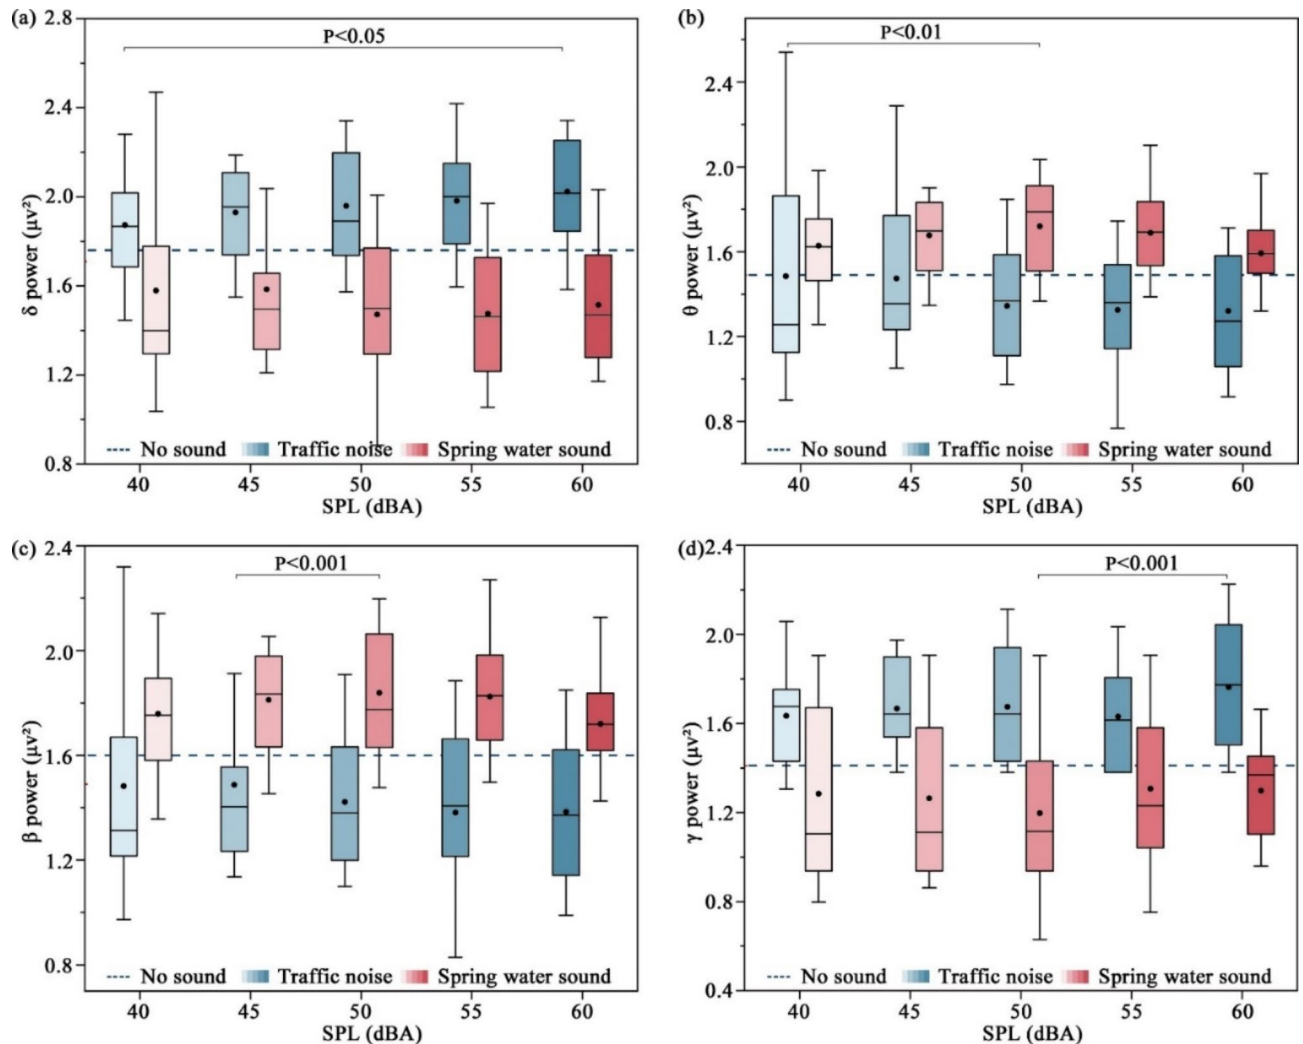 (a)
2.8
2.4
2.0
1.6
1.2
0.8
δ power (μv²)
P<0.05
No sound Traffic noise Spring water sound
40 45 50 55 60
SPL (dBA)
(b)
2.4
2.0
1.6
1.2
0.8
θ power (μv²)
P<0.01
No sound Traffic noise Spring water sound
40 45 50 55 60
SPL (dBA)
(c)
2.4
2.0
1.6
1.2
0.8
β power (μv²)
P<0.001
No sound Traffic noise Spring water sound
40 45 50 55 60
SPL (dBA)
(d)
2.4
2.0
1.6
1.2
0.8
0.4
γ power (μv²)
P<0.001
No sound Traffic noise Spring water sound
40 45 50 55 60
SPL (dBA)